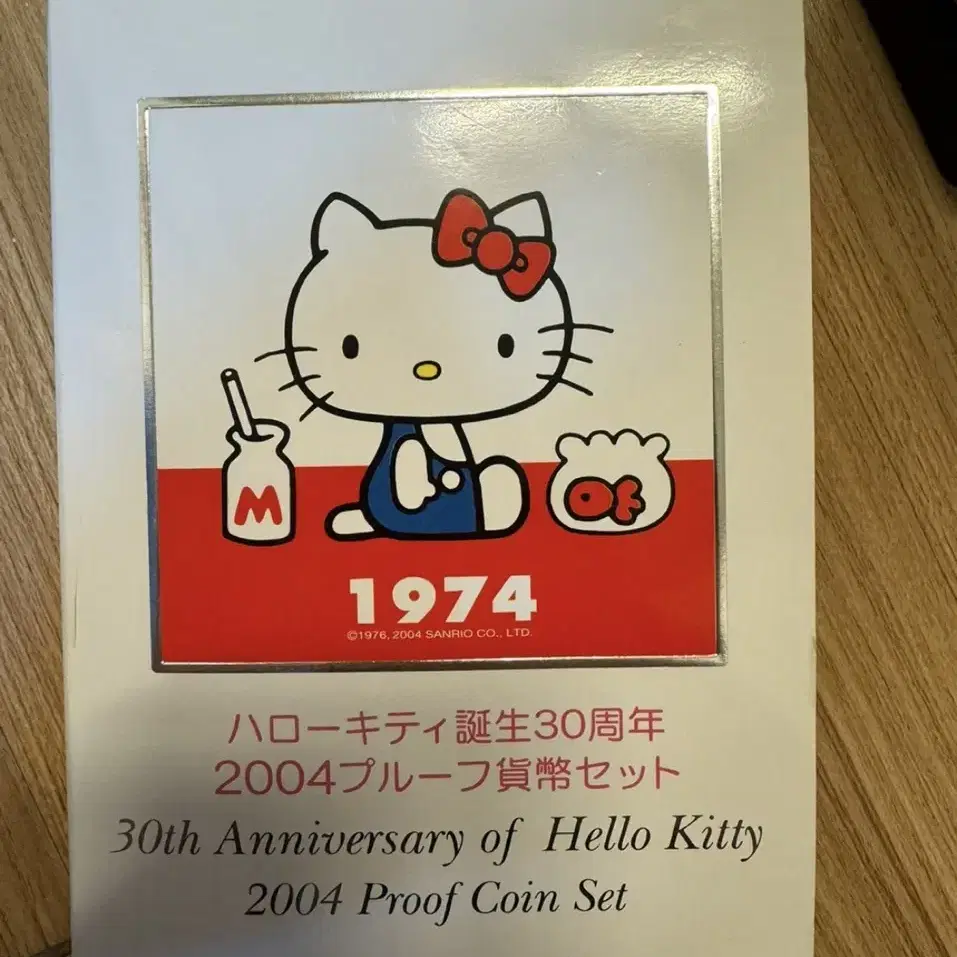 M
1974
©1976, 2004 SANRIO CO., LTD.
ハローキティ誕生30周年
2004プルーフ貨幣セット
30th Anniversary of Hello Kitty
2004 Proof Coin Set